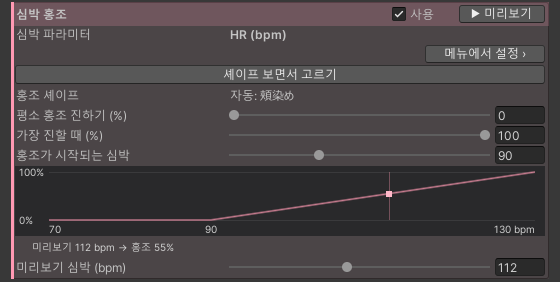 심박 홍조
사용
▶ 미리보기
심박 파라미터
HR (bpm)
메뉴에서 설정 ›
셰이프 보면서 고르기
홍조 셰이프
자동: 頬染め
평소 홍조 진하기 (%)
0
가장 진할 때 (%)
100
홍조가 시작되는 심박
90
100%
0%
70
90
130 bpm
미리보기 112 bpm → 홍조 55%
미리보기 심박 (bpm)
112